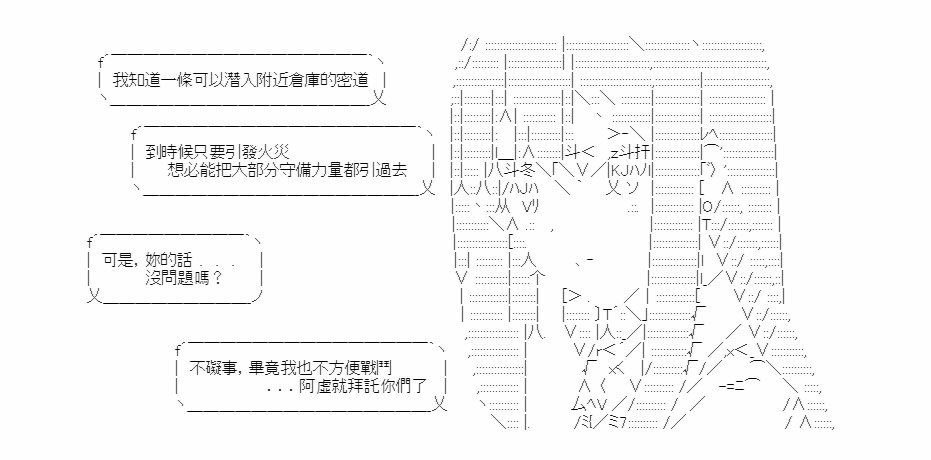 我知道一條可以潛入附近倉庫的密道
到時候只要引發火災
想必能把大部分守備力量都引過去
可是，妳的話．．．
沒問題嗎？
不礙事，畢竟我也不方便戰鬥
．．．阿虛就拜託你們了